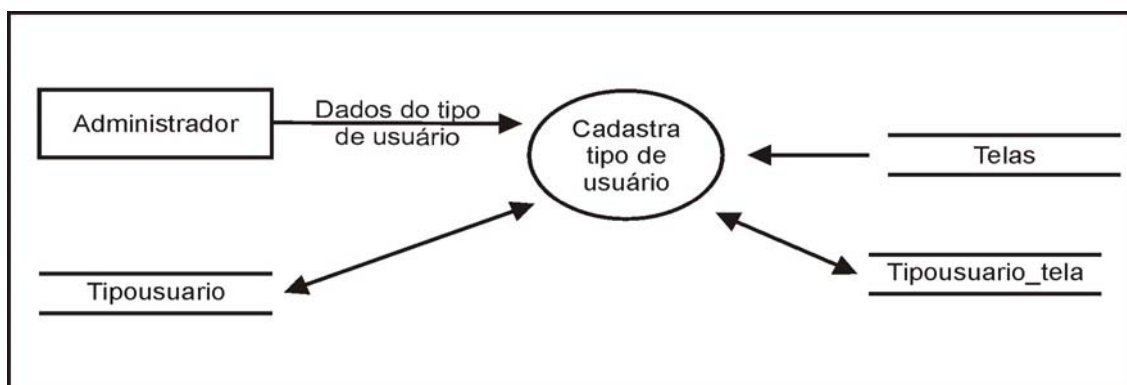 Administrador
Dados do tipo
de usuário
Cadastra
tipo de
usuário
Telas
Tipousuario
Tipousuario_tela